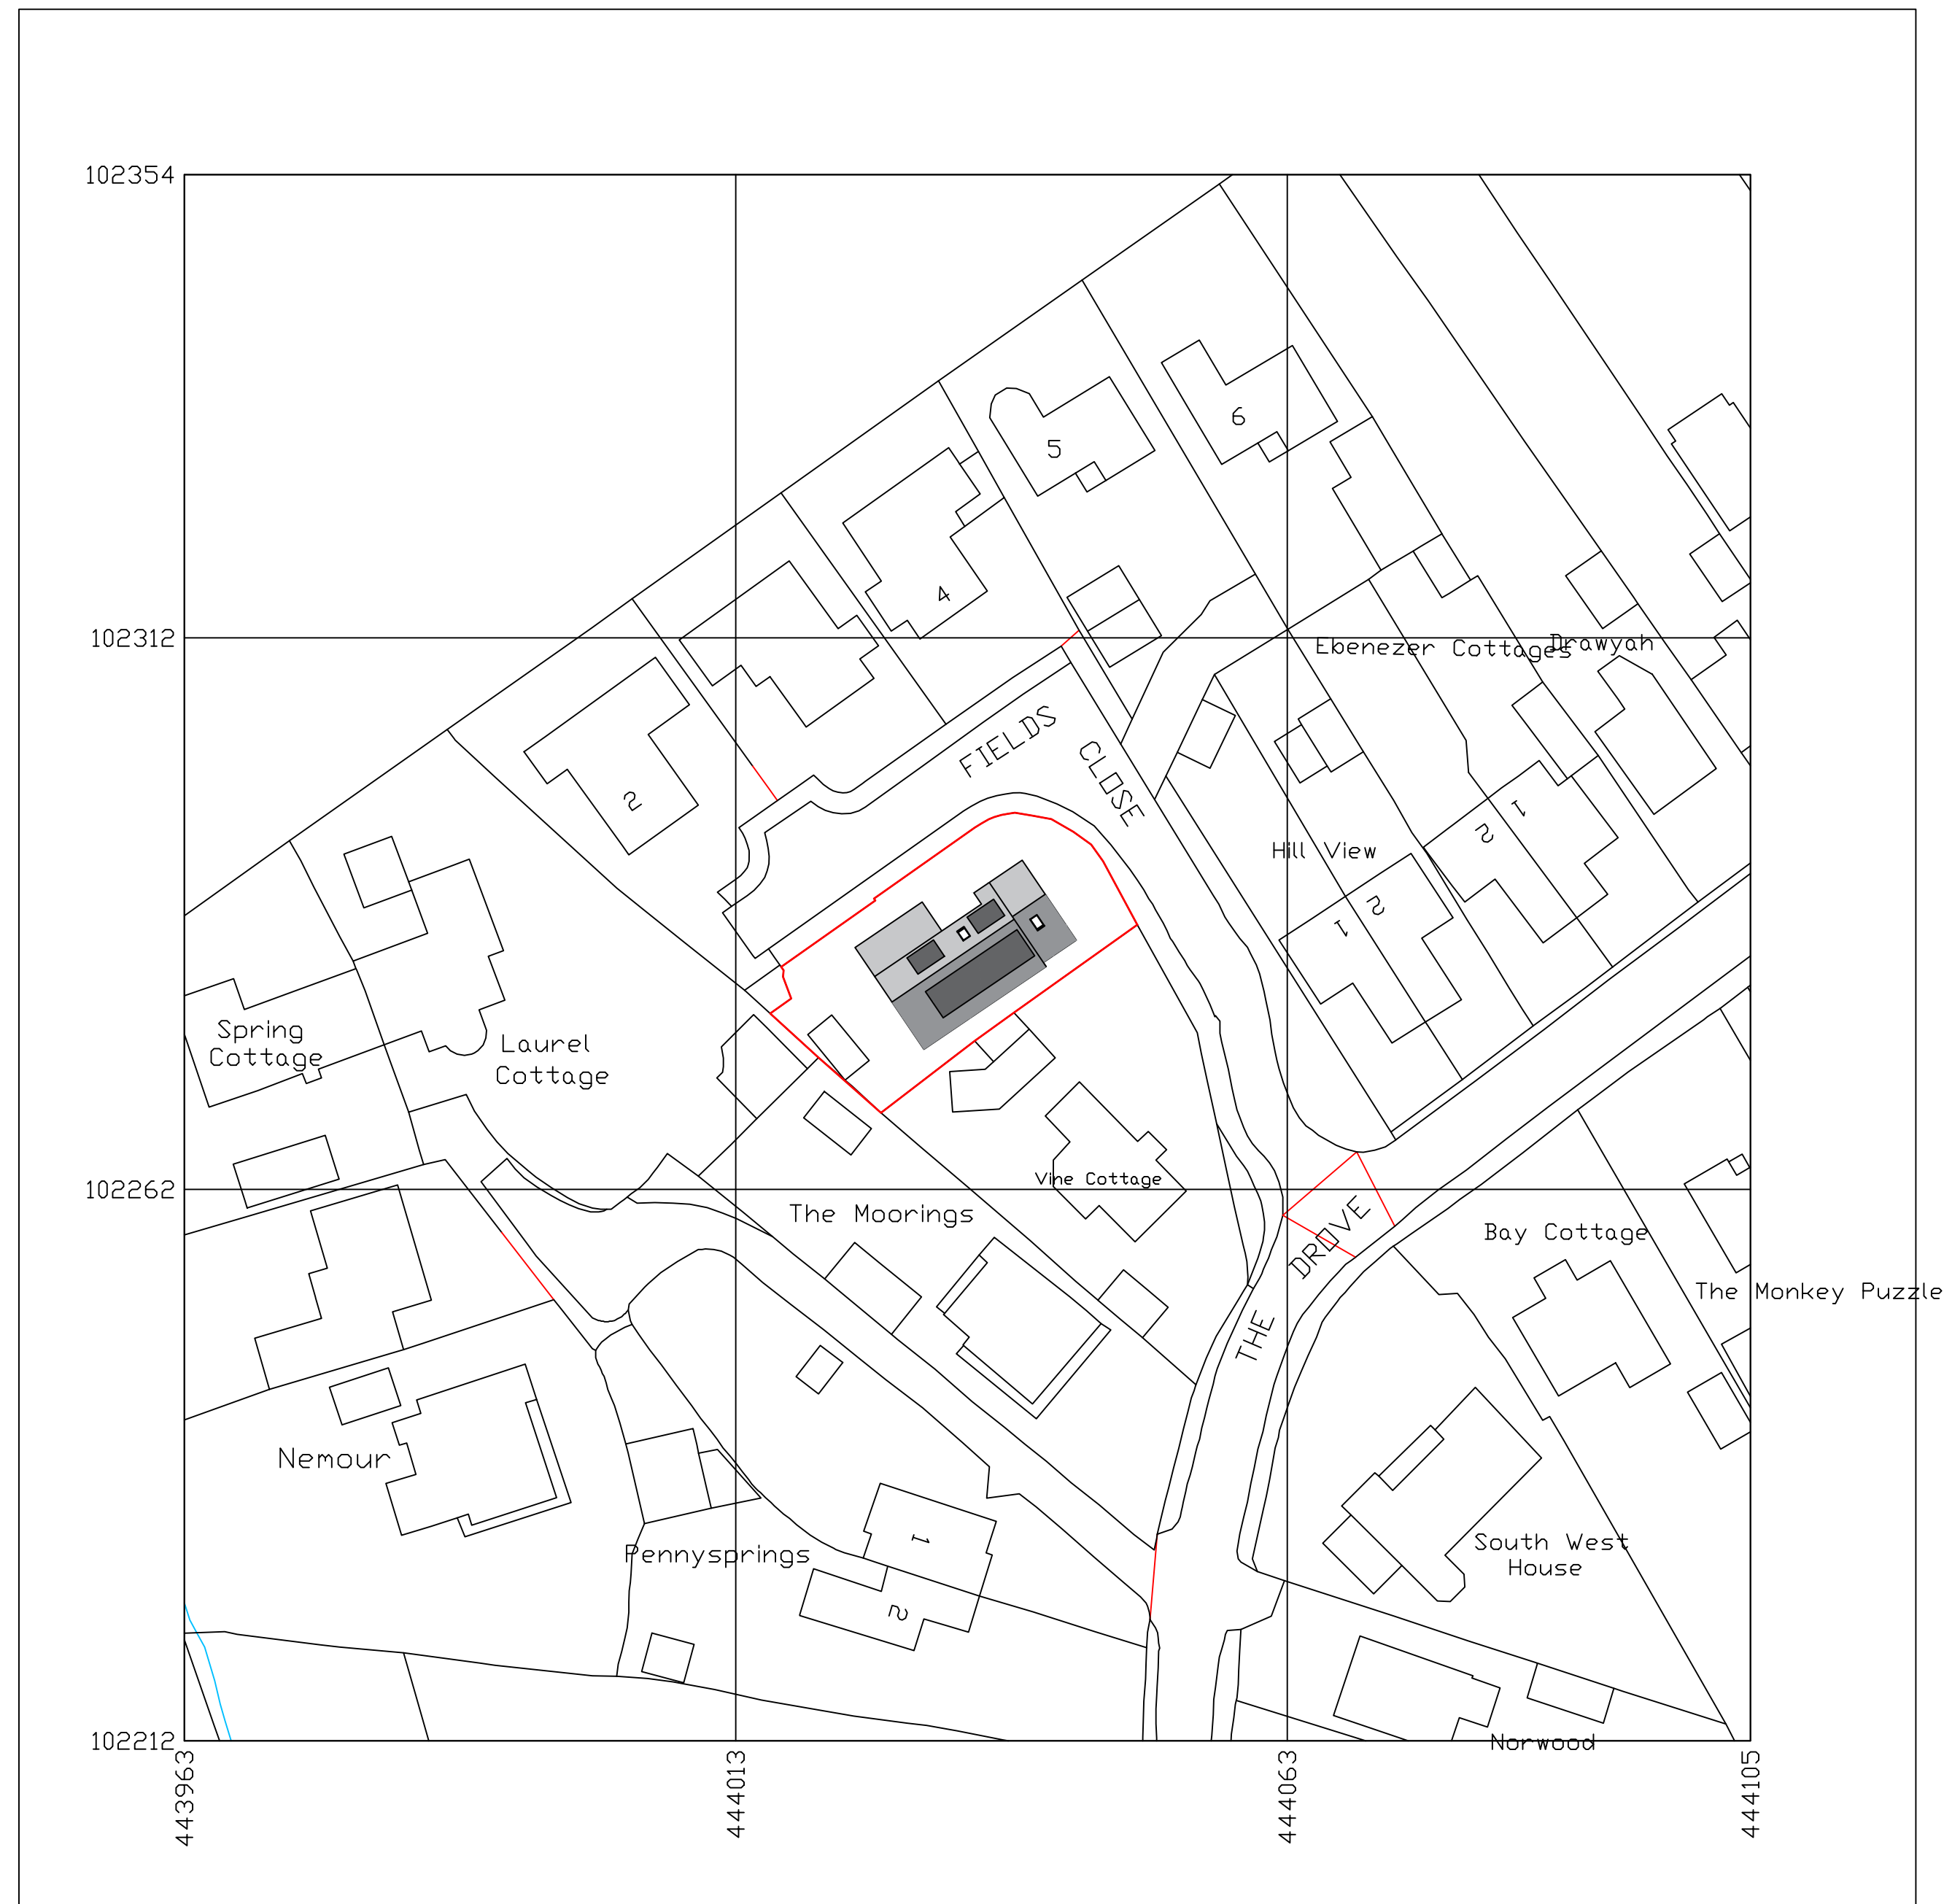 102354
6
5
4
102312
Ebenezer Cottages
Drawyah
FIELDS
CLOSE
2
1
2
Hill View
2
1
Spring
Cottage
Laurel
Cottage
Vine Cottage
102262
The Moorings
DROVE
Bay Cottage
The Monkey Puzzle
THE
Nemour
1
Pennysprings
South West
House
2
102212
Norwood
443963
444013
444063
444105